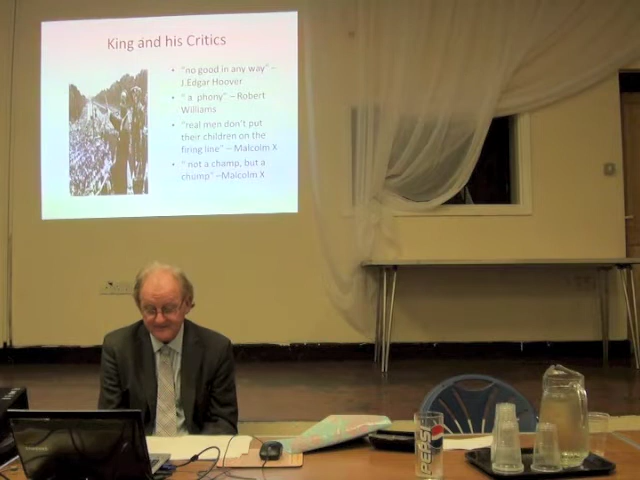 King and his Critics
• "no good in any way" –
J.Edgar Hoover
• " a phony" – Robert
Williams
• "real men don't put
their children on the
firing line" – Malcolm X
• " not a champ, but a
chump" –Malcolm X
PEPSI